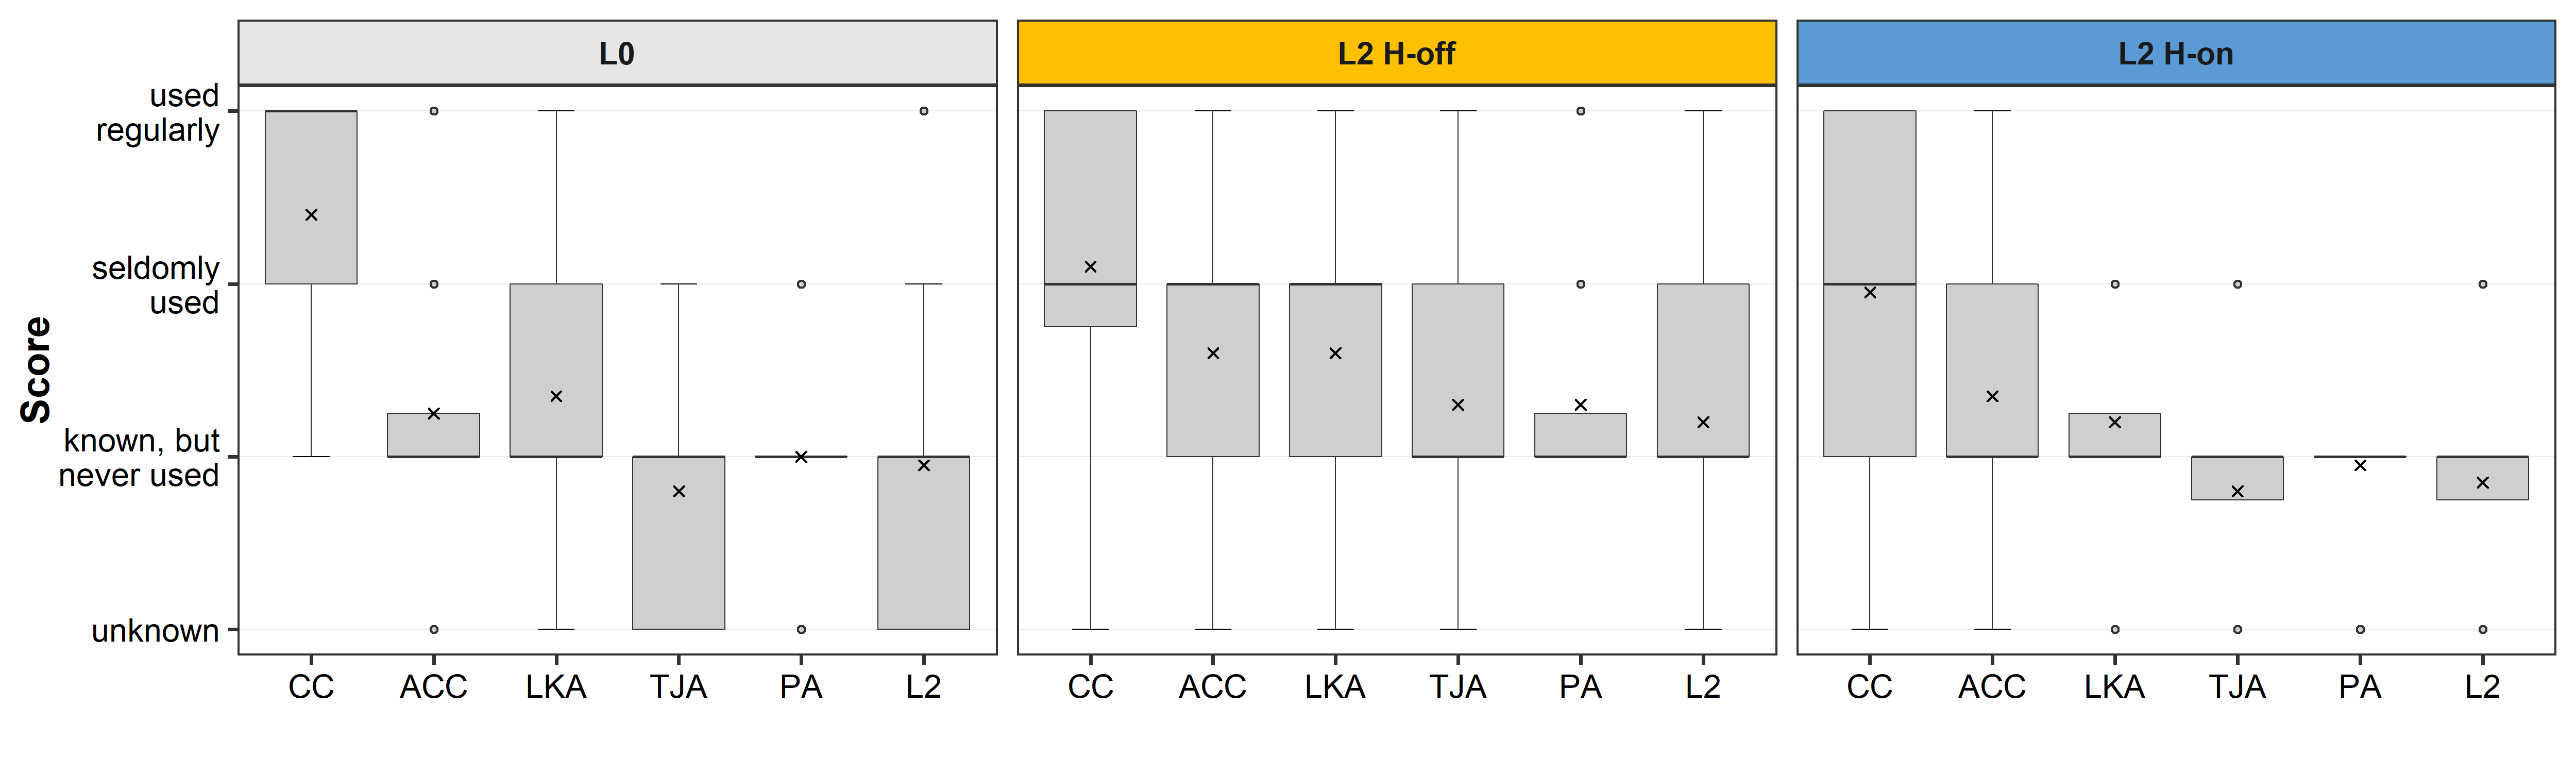 L0
L2 H-off
L2 H-on
Score
used
regularly
seldomly
used
known, but
never used
unknown
CC ACC LKA TJA PA L2
CC ACC LKA TJA PA L2
CC ACC LKA TJA PA L2